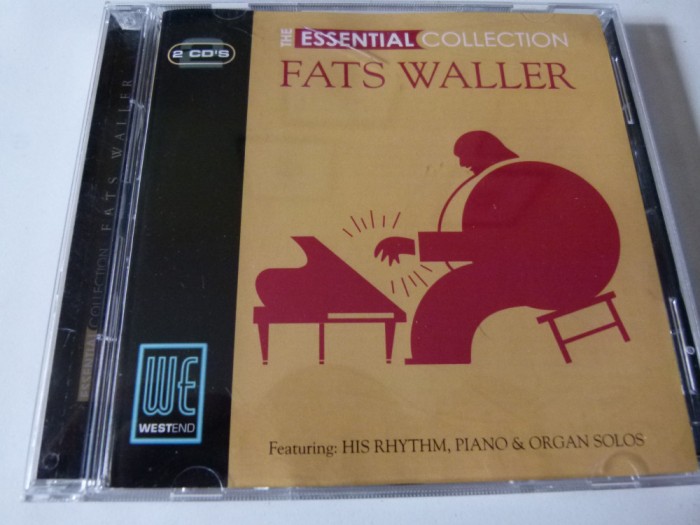 THE ESSENTIAL COLLECTION
FATS WALLER
2 CD'S
ESSENTIAL COLLECTION FATS WALLER
WE
WESTEND
Featuring: HIS RHYTHM, PIANO & ORGAN SOLOS